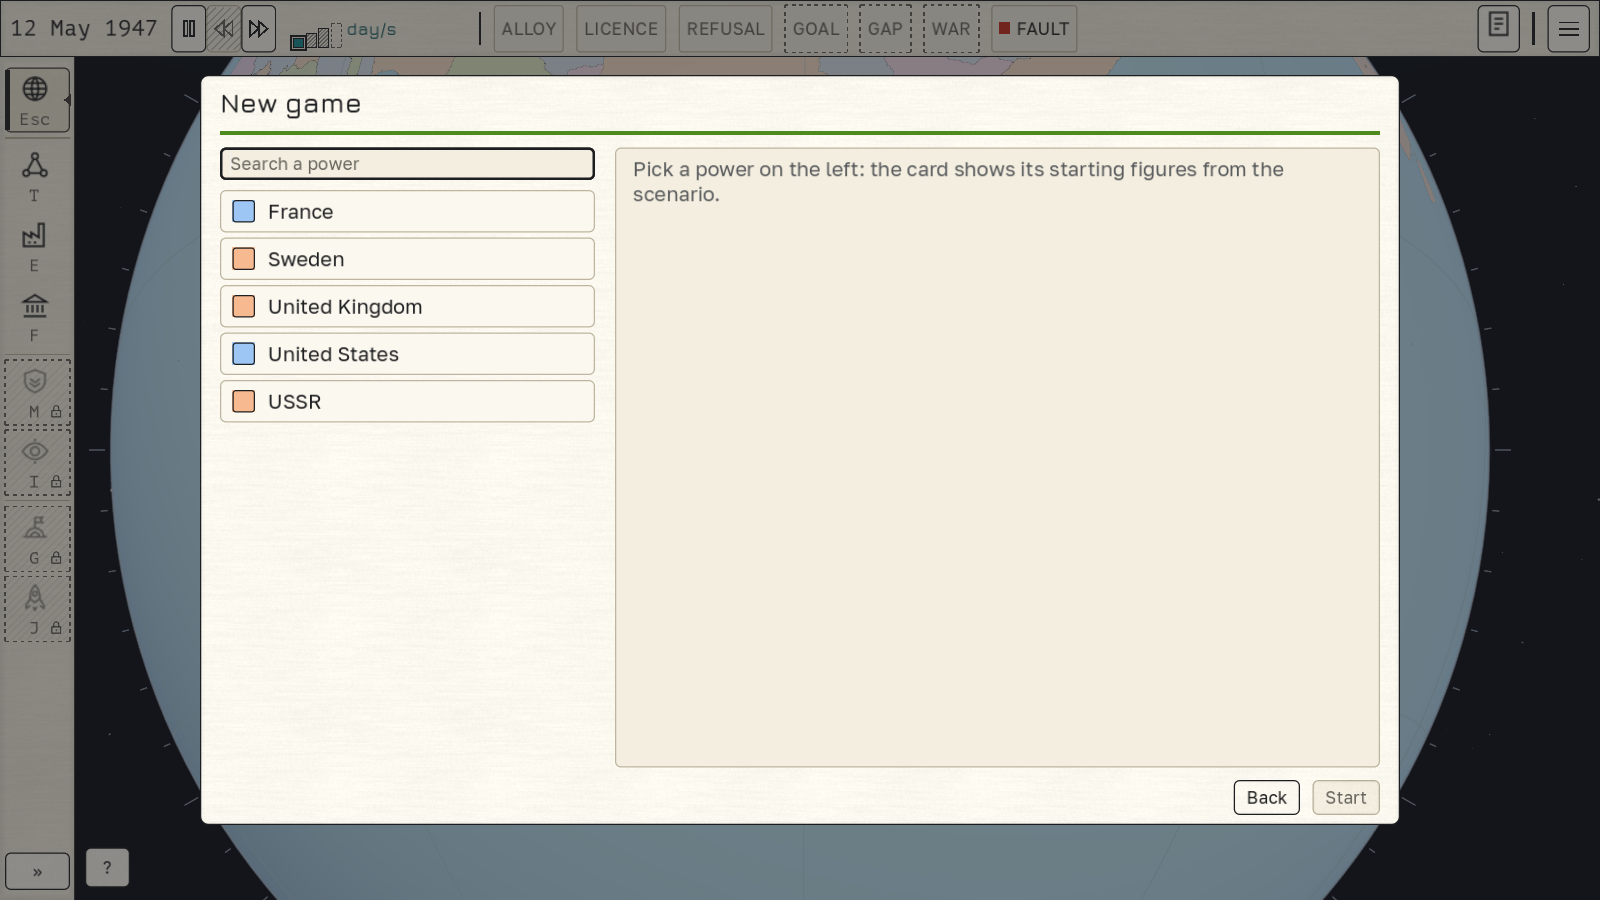 12 May 1947
day/s
ALLOY
LICENCE
REFUSAL
GOAL
GAP
WAR
FAULT
Esc
T
E
F
M
I
G
J
»
?
New game
Search a power
France
Sweden
United Kingdom
United States
USSR
Pick a power on the left: the card shows its starting figures from the
scenario.
Back
Start